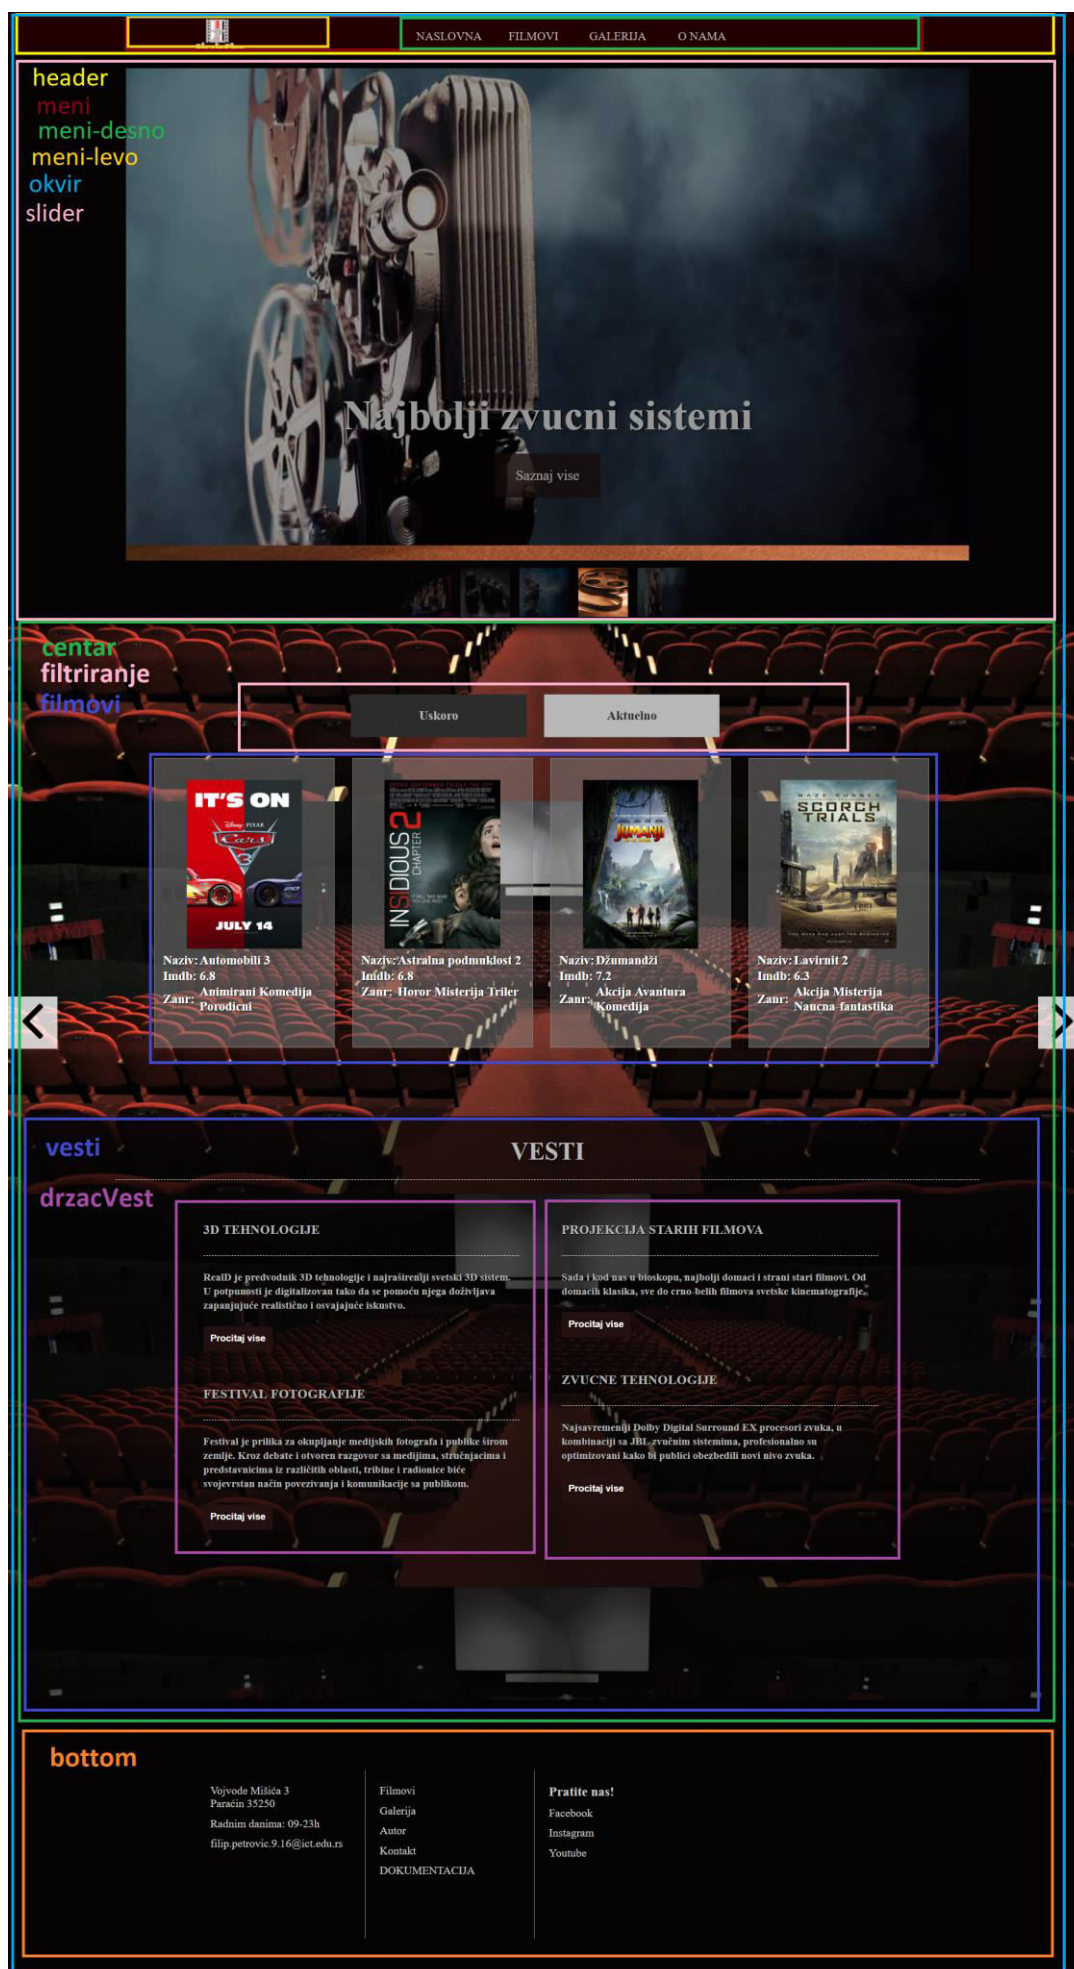 NASLOVNA FILMOVI GALERIJA O NAMA
header
meni
meni-desno
meni-levo
okvir
slider
Najbolji zvucni sistemi
Saznaj vise
centar
filtriranje
filmovi
Uskoro Aktuelno
IT'S ON
Disney PIXAR
Cars
3
JULY 14
INSIDIOUS
CHAPTER 2
JUMANJI
MAZE RUNNER
SCORCH
TRIALS
Naziv: Automobili 3
Imdb: 6.8
Zanr: Animirani Komedija
Porodicni
Naziv: Astralna podmuklost 2
Imdb: 6.8
Zanr: Horor Misterija Triler
Naziv: Džumandži
Imdb: 7.2
Zanr: Akcija Avantura
Komedija
Naziv: Lavirnit 2
Imdb: 6.3
Zanr: Akcija Misterija
Naucna-fantastika
vesti
VESTI
drzacVest
3D TEHNOLOGIJE
RealD je predvodnik 3D tehnologije i najrašireniji svetski 3D sistem.
U potpunosti je digitalizovan tako da se pomoću njega doživljava
zapanjujuće realistično i osvajajuće iskustvo.
Procitaj vise
FESTIVAL FOTOGRAFIJE
Festival je prilika za okupljanje medijskih fotografa i publike širom
zemlje. Kroz debate i otvoren razgovor sa medijima, stručnjacima i
predstavnicima iz različitih oblasti, tribine i radionice biće
svojevrstan način povezivanja i komunikacije sa publikom.
Procitaj vise
PROJEKCIJA STARIH FILMOVA
Sada i kod nas u bioskopu, najbolji domaci i strani stari filmovi. Od
domacih klasika, sve do crno-belih filmova svetske kinematografije.
Procitaj vise
ZVUCNE TEHNOLOGIJE
Najsavremeniji Dolby Digital Surround EX procesori zvuka, u
kombinaciji sa JBL zvučnim sistemima, profesionalno su
optimizovani kako bi publici obezbedili novi nivo zvuka.
Procitaj vise
bottom
Vojvode Mišića 3
Paraćin 35250
Radnim danima: 09-23h
filip.petrovic.9.16@ict.edu.rs
Filmovi
Galerija
Autor
Kontakt
DOKUMENTACIJA
Pratite nas!
Facebook
Instagram
Youtube